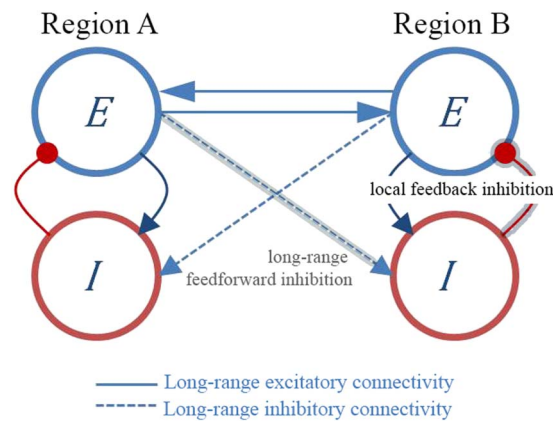 Region A
Region B
E
E
local feedback inhibition
long-range
feedforward inhibition
I
I
Long-range excitatory connectivity
Long-range inhibitory connectivity